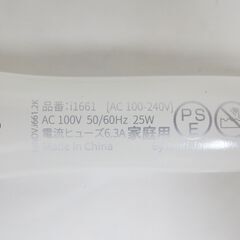 品番:i1661 [AC 100-240V]
AC 100V 50/60Hz 25W
電流ヒューズ6.3A 家庭用
Made in China
PS
E